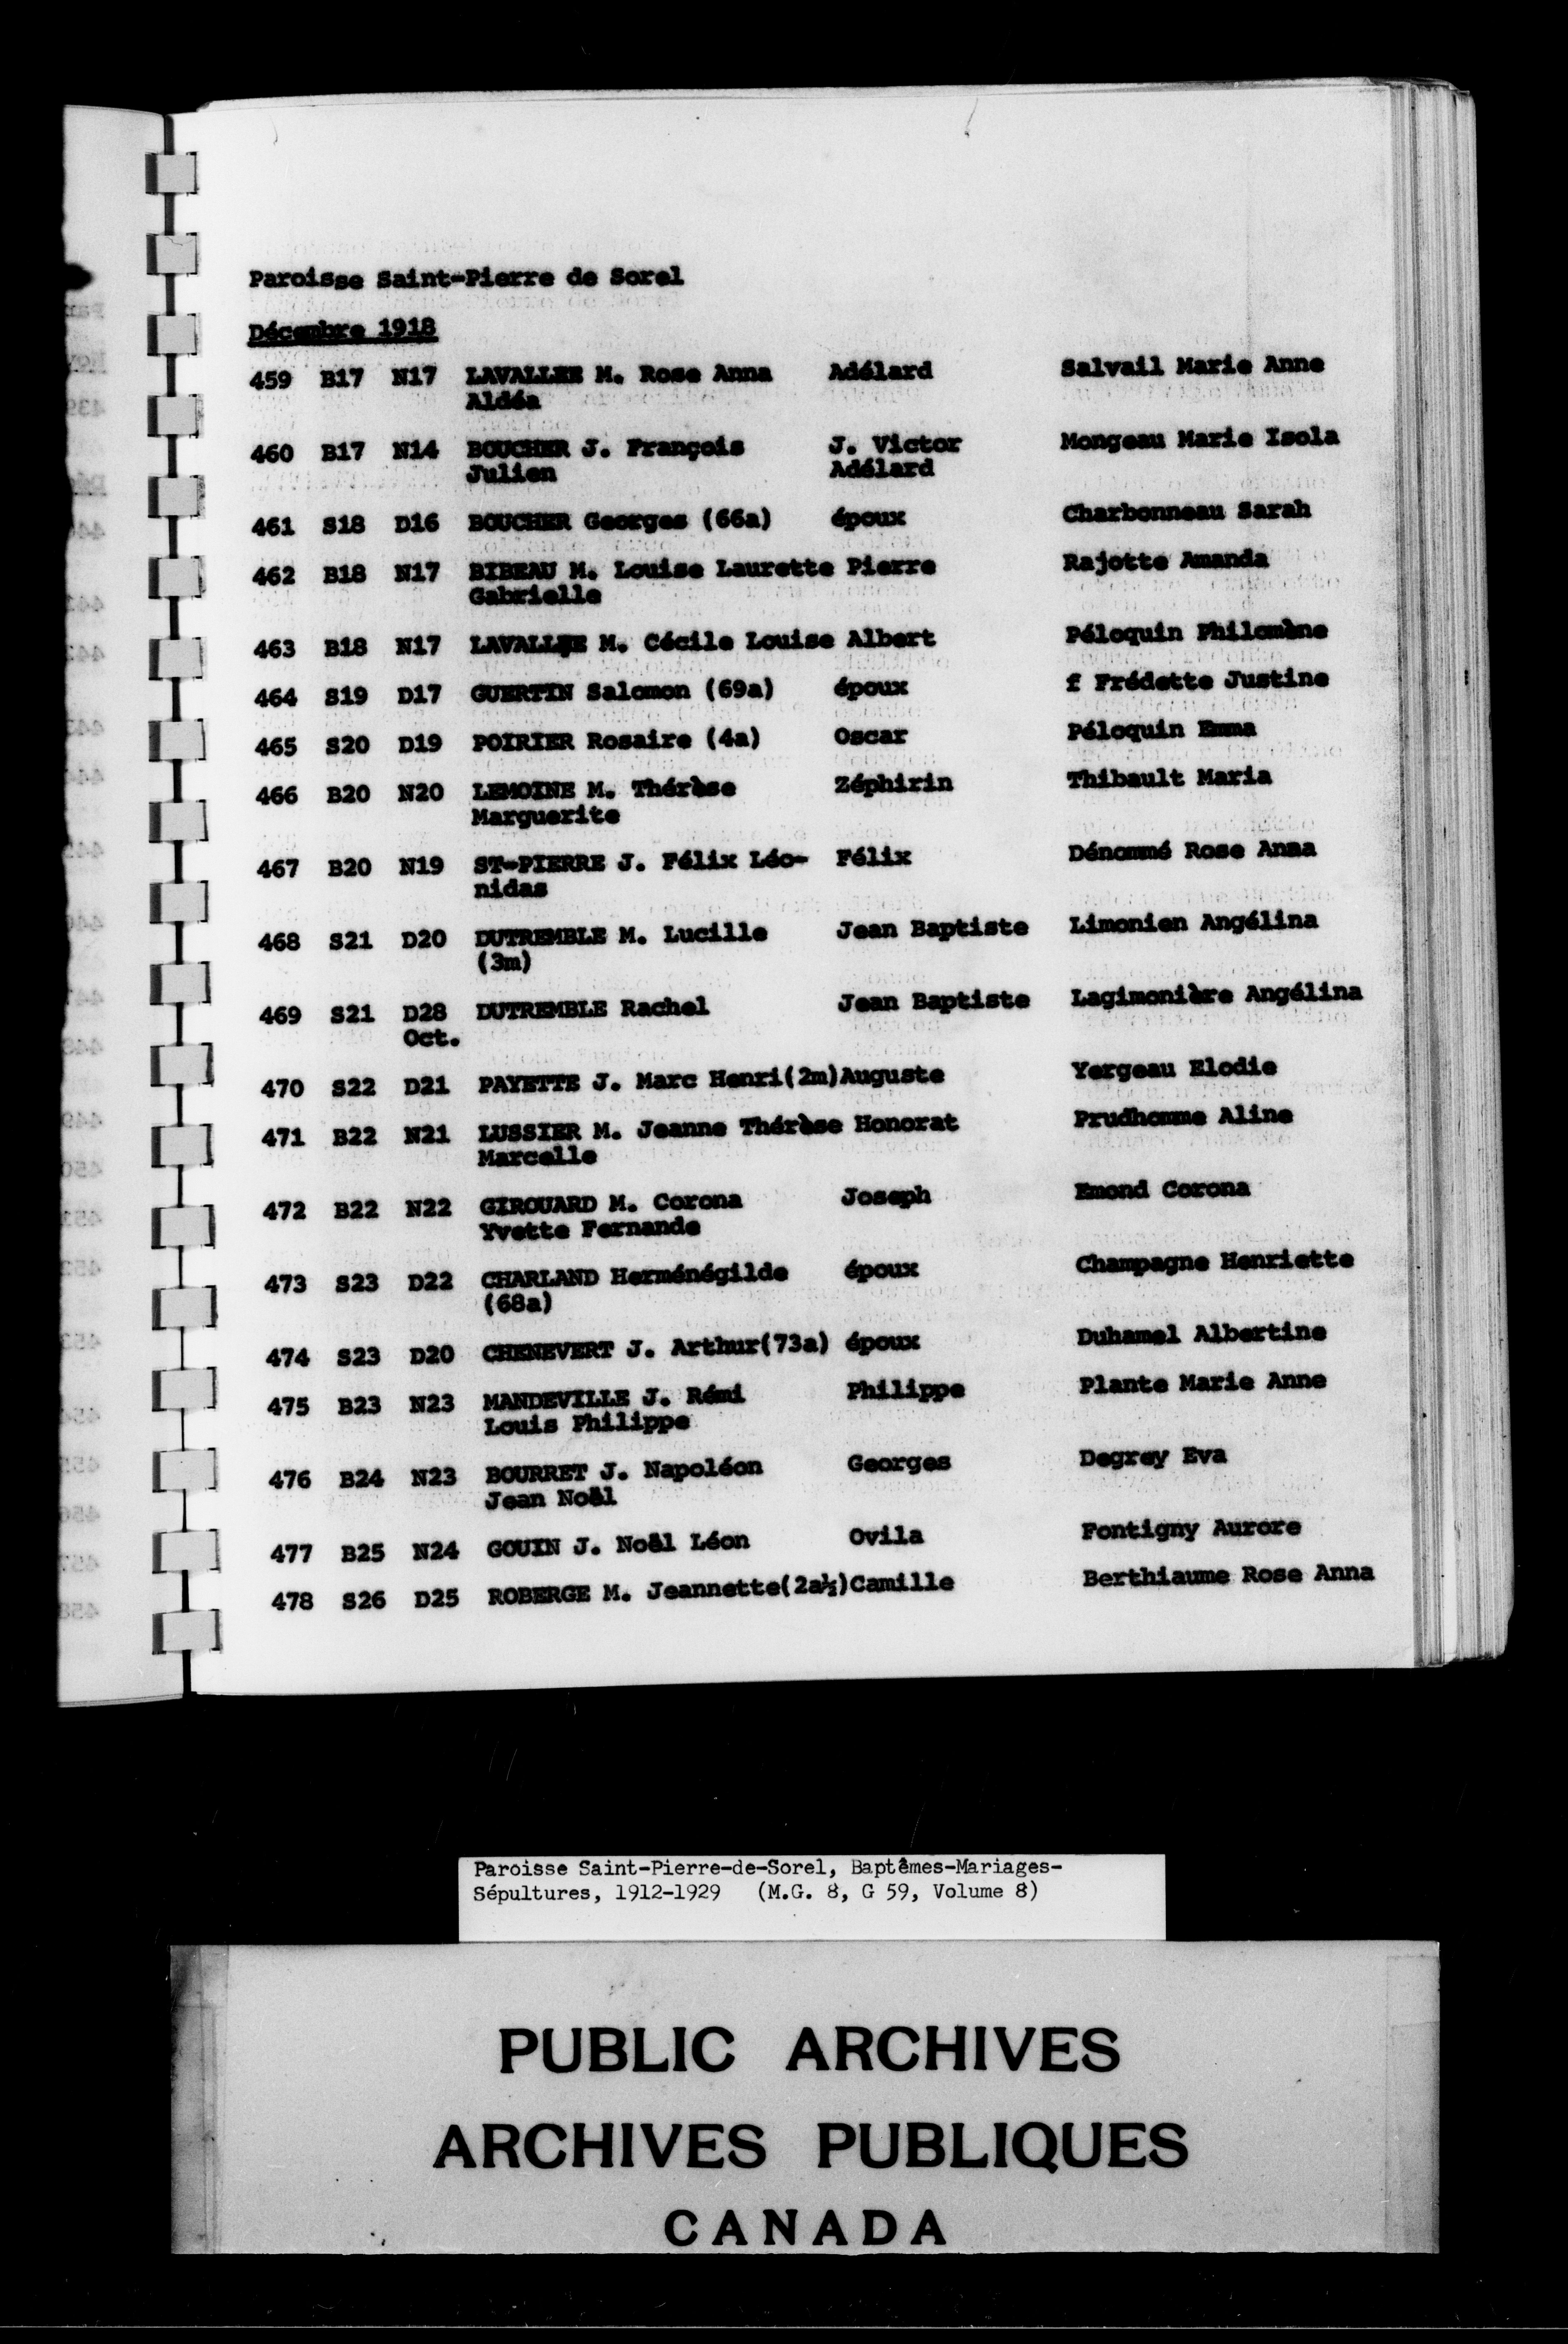 Paroisse Saint-Pierre de Sorel
Décembre 1918
459 B17 N17 LAVALLEE M. Rose Anna Adélard Salvail Marie Anne
Aldéa
460 B17 N14 BOUCHER J. François J. Victor Mongeau Marie Isola
Julien Adélard
461 S18 D16 BOUCHER Georges (66a) époux Charbonneau Sarah
462 B18 N17 BIBEAU M. Louise Laurette Pierre Rajotte Amanda
Gabrielle
463 B18 N17 LAVALLEE M. Cécile Louise Albert Péloquin Philomène
464 S19 D17 GUERTIN Salomon (69a) époux f Frédette Justine
465 S20 D19 POIRIER Rosaire (4a) Oscar Péloquin Emma
466 B20 N20 LEMOINE M. Thérèse Zéphirin Thibault Maria
Marguerite
467 B20 N19 ST-PIERRE J. Félix Léo- Félix Dénommé Rose Anna
nidas
468 S21 D20 DUTREMBLE M. Lucille Jean Baptiste Limonien Angélina
(3m)
469 S21 D28 DUTREMBLE Rachel Jean Baptiste Lagimonière Angélina
Oct.
470 S22 D21 PAYETTE J. Marc Henri(2m)Auguste Yergeau Elodie
471 B22 N21 LUSSIER M. Jeanne Thérèse Honorat Prudhomme Aline
Marcelle
472 B22 N22 GIROUARD M. Corona Joseph Emond Corona
Yvette Fernande
473 S23 D22 CHARLAND Herménégilde époux Champagne Henriette
(68a)
474 S23 D20 CHENEVERT J. Arthur(73a) époux Duhamel Albertine
475 B23 N23 MANDEVILLE J. Rémi Philippe Plante Marie Anne
Louis Philippe
476 B24 N23 BOURRET J. Napoléon Georges Degrey Eva
Jean Noël
477 B25 N24 GOUIN J. Noël Léon Ovila Fontigny Aurore
478 S26 D25 ROBERGE M. Jeannette(2a½)Camille Berthiaume Rose Anna
Paroisse Saint-Pierre-de-Sorel, Baptêmes-Mariages-
Sépultures, 1912-1929 (M.G. 8, G 59, Volume 8)
PUBLIC ARCHIVES
ARCHIVES PUBLIQUES
CANADA